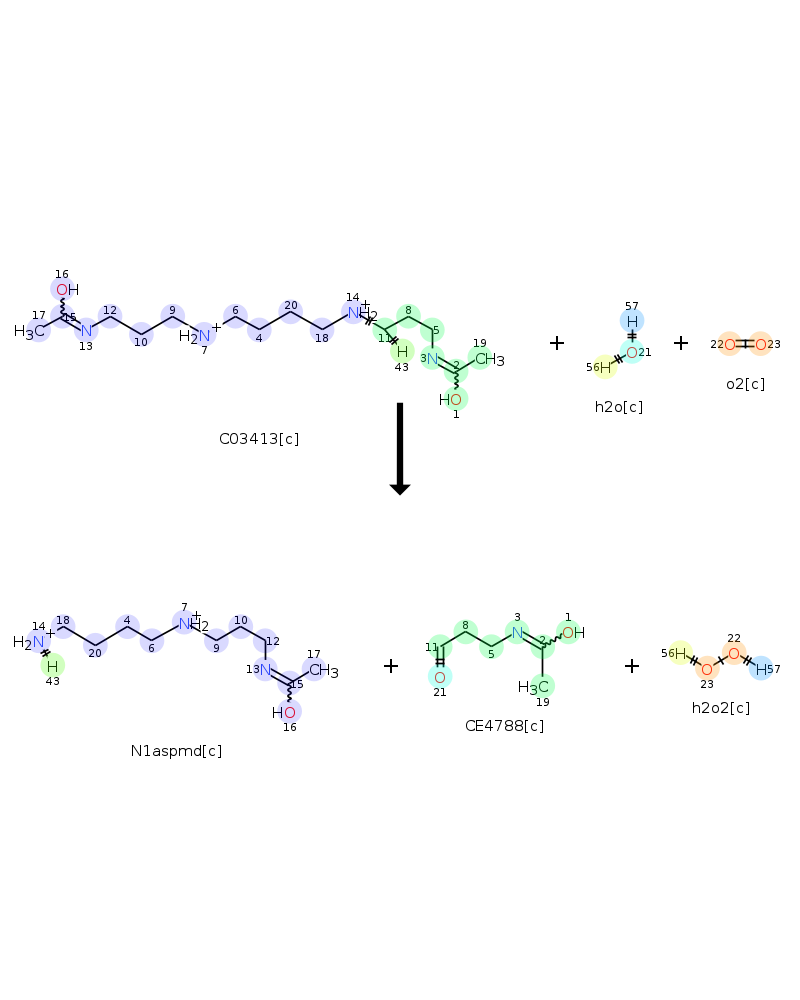 16
OH
17 15 12 9 6 20 14 + 8 19
H3C N H2N + NH2 CH3
13 10 7 4 18 11 5
H 43 3N 2
HO
1
57
H
+ 56H O21 + 22O O23
o2[c]
h2o[c]
C03413[c]
7 +
14 + 18 4 NH2 10 8 3 1
H2N 20 6 9 12 11 5 N 2 OH
H 43 13N 15 17 CH3
O 21 H3C 19
HO
16
+ + 56H O 22 O H57
23
h2o2[c]
CE4788[c]
N1aspmd[c]